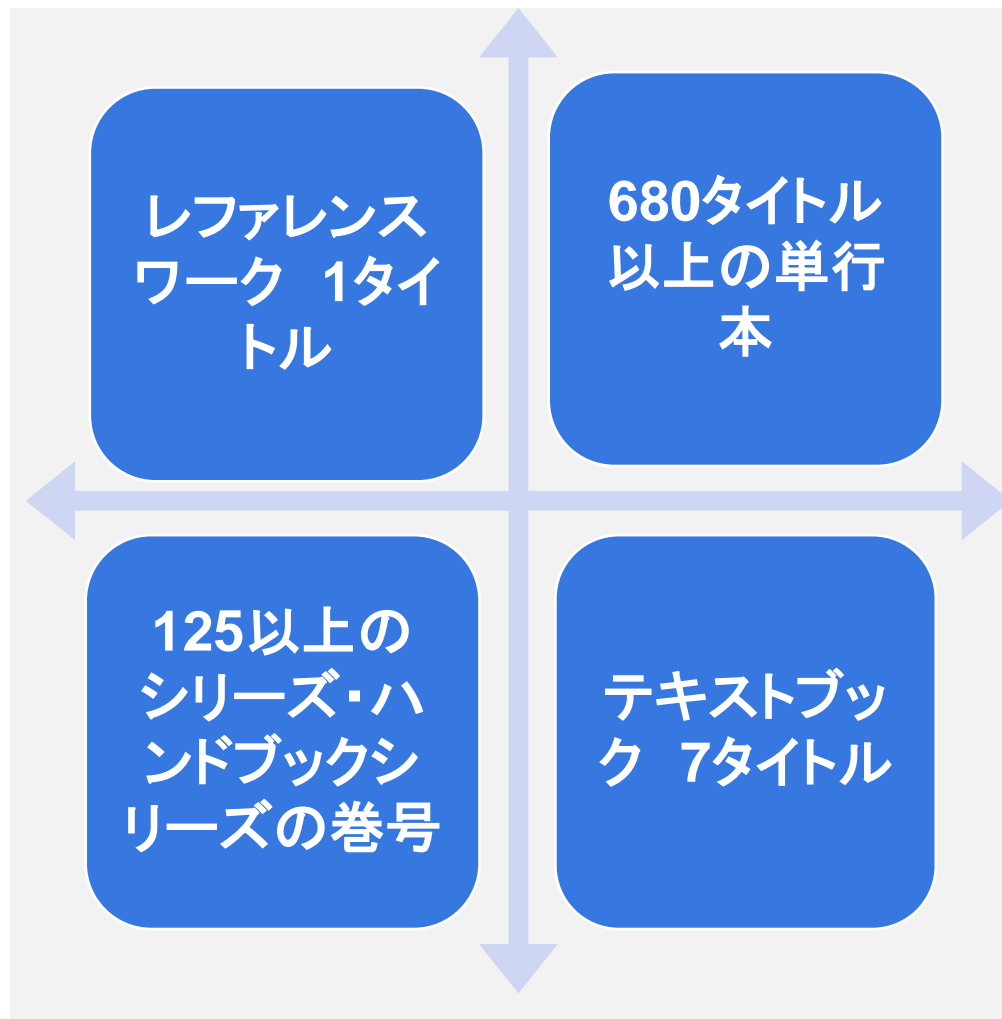 レファレンス
ワーク　1タイ
トル
680タイトル
以上の単行
本
125以上の
シリーズ・ハ
ンドブックシ
リーズの巻号
テキストブッ
ク　7タイトル